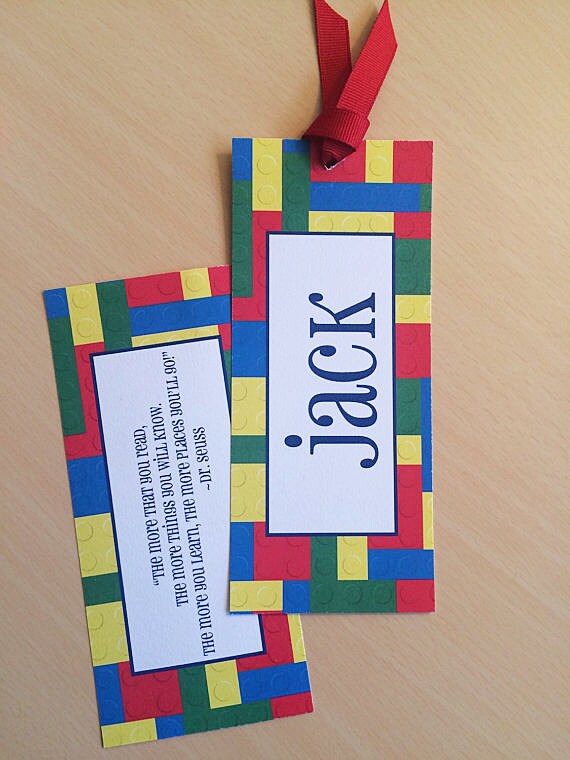 jack
"THE MORE THAT YOU READ,
THE MORE THINGS YOU WILL KNOW.
THE MORE YOU LEARN, THE MORE PLACES YOU'LL GO!"
~DR. SEUSS